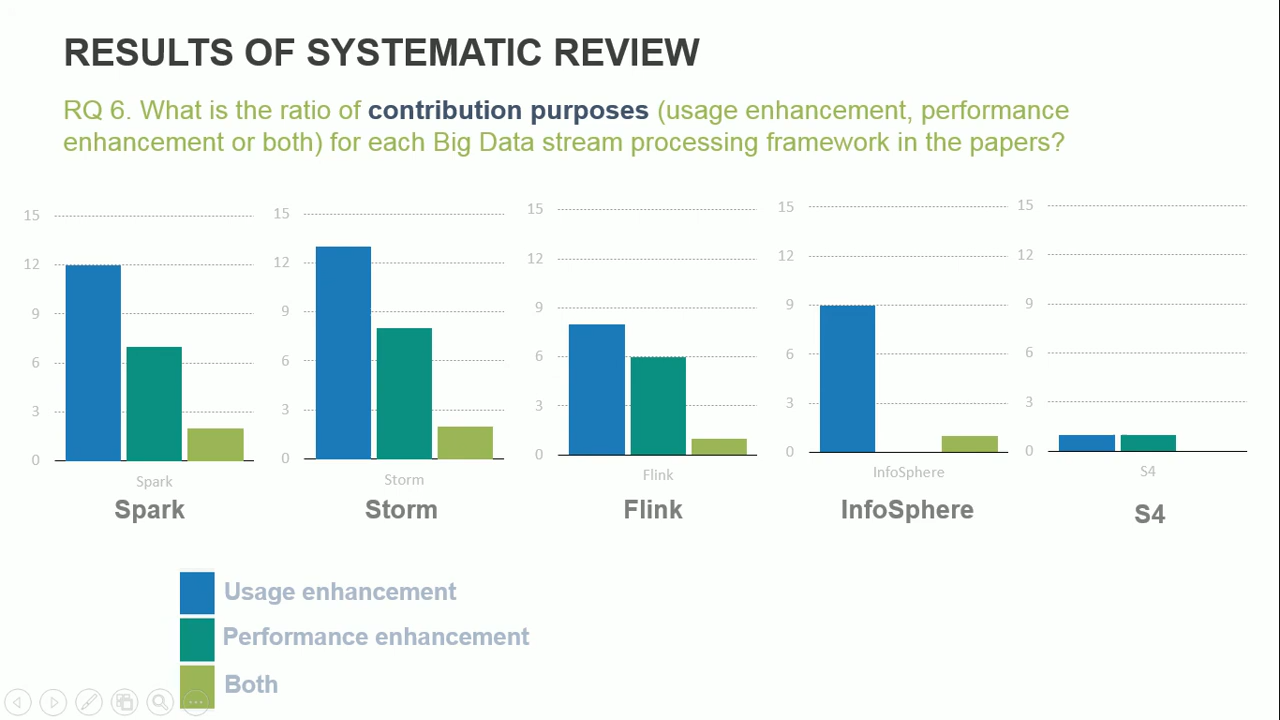 RESULTS OF SYSTEMATIC REVIEW
RQ 6. What is the ratio of contribution purposes (usage enhancement, performance
enhancement or both) for each Big Data stream processing framework in the papers?
15
12
9
6
3
0
Spark
Spark
15
12
9
6
3
0
Storm
Storm
15
12
9
6
3
0
Flink
Flink
15
12
9
6
3
0
InfoSphere
InfoSphere
15
12
9
6
3
0
S4
S4
Usage enhancement
Performance enhancement
Both